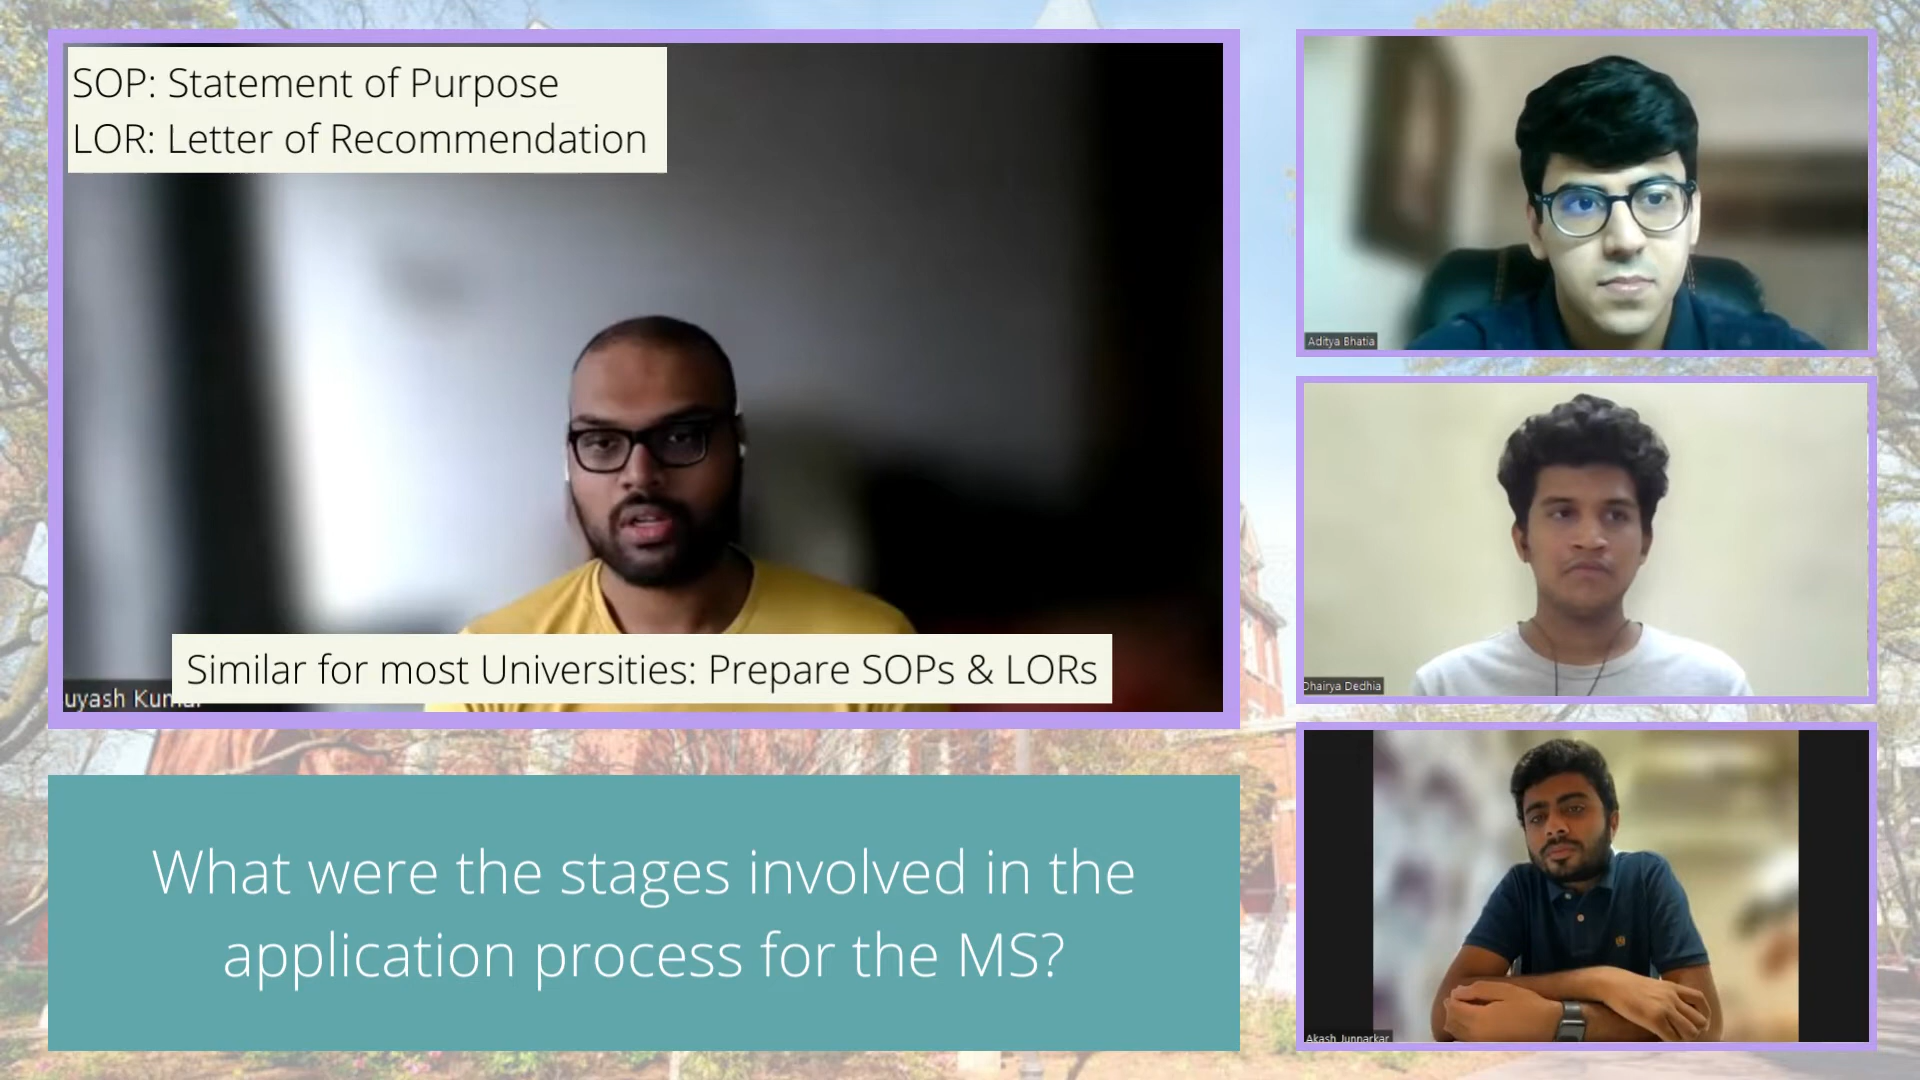 SOP: Statement of Purpose
LOR: Letter of Recommendation
uyash Kumar
Similar for most Universities: Prepare SOPs & LORs
What were the stages involved in the
application process for the MS?
Aditya Bhatia
Dhairya Dedhia
Akash Junnarkar